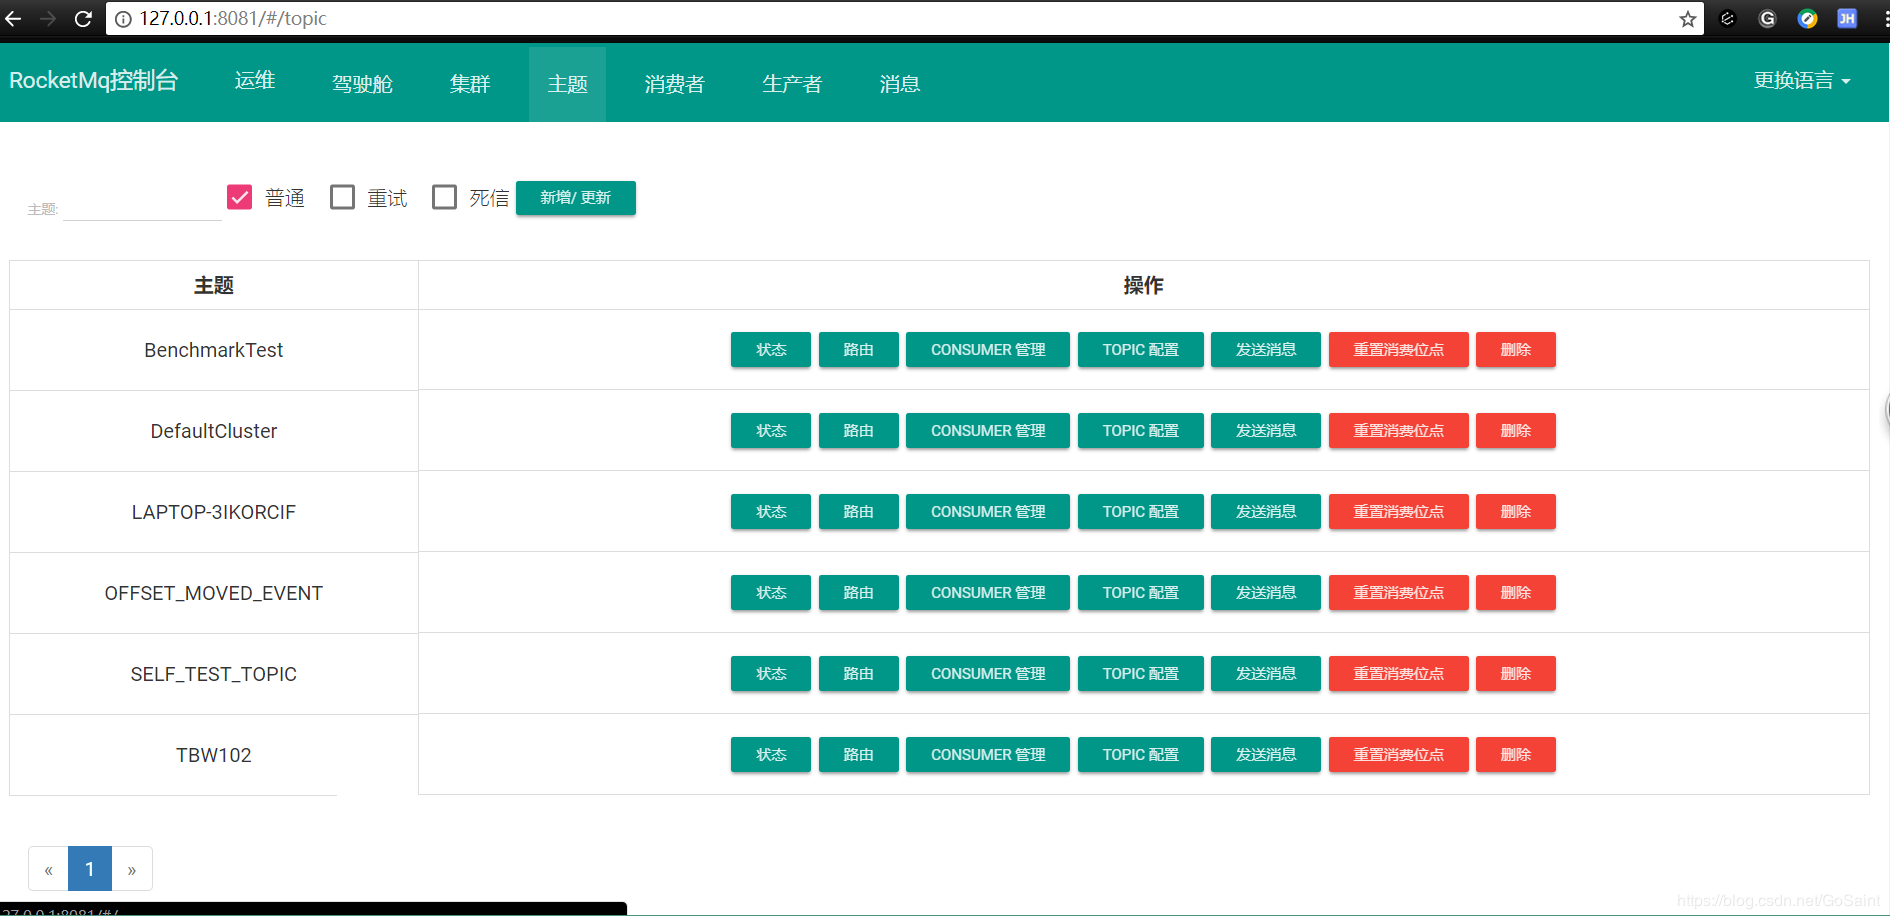 127.0.0.1:8081/#/topic
G
JH
RocketMq控制台 运维 驾驶舱 集群 主题 消费者 生产者 消息 更换语言
主题: 普通 重试 死信 新增/ 更新
主题 操作
BenchmarkTest 状态 路由 CONSUMER 管理 TOPIC 配置 发送消息 重置消费位点 删除
DefaultCluster 状态 路由 CONSUMER 管理 TOPIC 配置 发送消息 重置消费位点 删除
LAPTOP-3IKORCIF 状态 路由 CONSUMER 管理 TOPIC 配置 发送消息 重置消费位点 删除
OFFSET_MOVED_EVENT 状态 路由 CONSUMER 管理 TOPIC 配置 发送消息 重置消费位点 删除
SELF_TEST_TOPIC 状态 路由 CONSUMER 管理 TOPIC 配置 发送消息 重置消费位点 删除
TBW102 状态 路由 CONSUMER 管理 TOPIC 配置 发送消息 重置消费位点 删除
« 1 »
https://blog.csdn.net/GoSaint
27.0.0.1:8081/#/